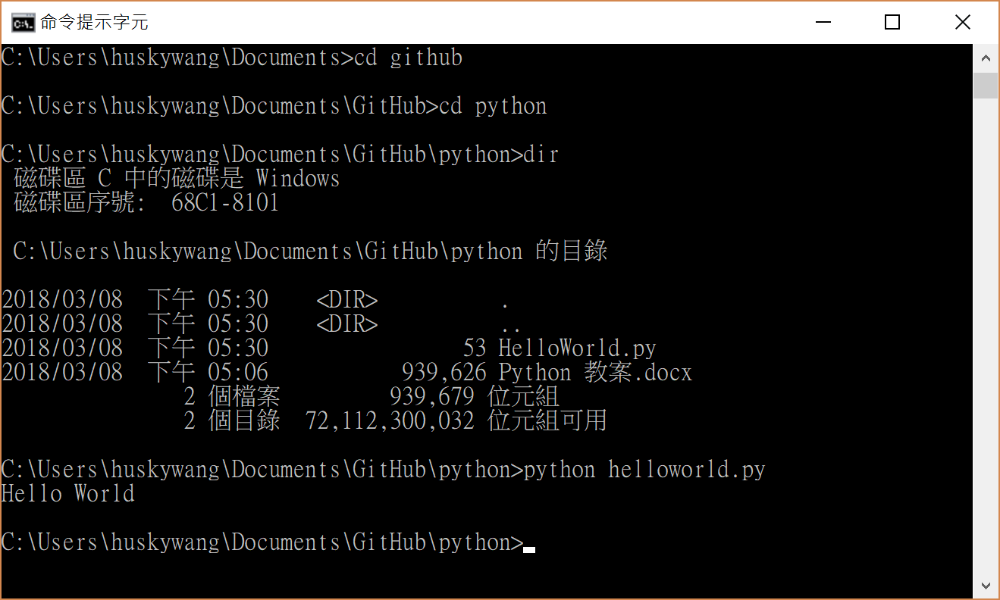 命令提示字元
C:\Users\huskywang\Documents>cd github
C:\Users\huskywang\Documents\GitHub>cd python
C:\Users\huskywang\Documents\GitHub\python>dir
磁碟區 C 中的磁碟是 Windows
磁碟區序號:  68C1-8101
C:\Users\huskywang\Documents\GitHub\python 的目錄
2018/03/08  下午 05:30    <DIR>          .
2018/03/08  下午 05:30    <DIR>          ..
2018/03/08  下午 05:30                53 HelloWorld.py
2018/03/08  下午 05:06           939,626 Python 教案.docx
2 個檔案         939,679 位元組
2 個目錄  72,112,300,032 位元組可用
C:\Users\huskywang\Documents\GitHub\python>python helloworld.py
Hello World
C:\Users\huskywang\Documents\GitHub\python>